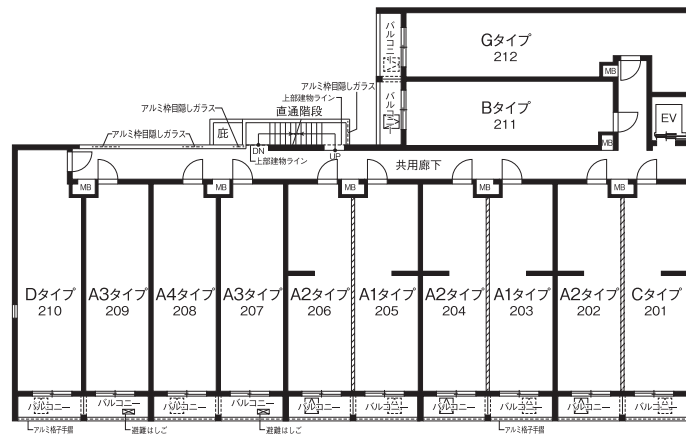 バルコニー
Gタイプ
212
MB
上部建物ライン
アルミ枠目隠しガラス
直通階段
アルミ枠目隠しガラス
アルミ枠目隠しガラス
庇
DN
上部建物ライン
UP
バルコニー
Bタイプ
211
MB
EV
共用廊下
MB
MB
MB
MB
MB
Dタイプ
210
A3タイプ
209
A4タイプ
208
A3タイプ
207
A2タイプ
206
A1タイプ
205
A2タイプ
204
A1タイプ
203
A2タイプ
202
Cタイプ
201
バルコニー
バルコニー
バルコニー
バルコニー
バルコニー
バルコニー
バルコニー
バルコニー
バルコニー
バルコニー
アルミ格子手摺
避難はしご
避難はしご
アルミ格子手摺